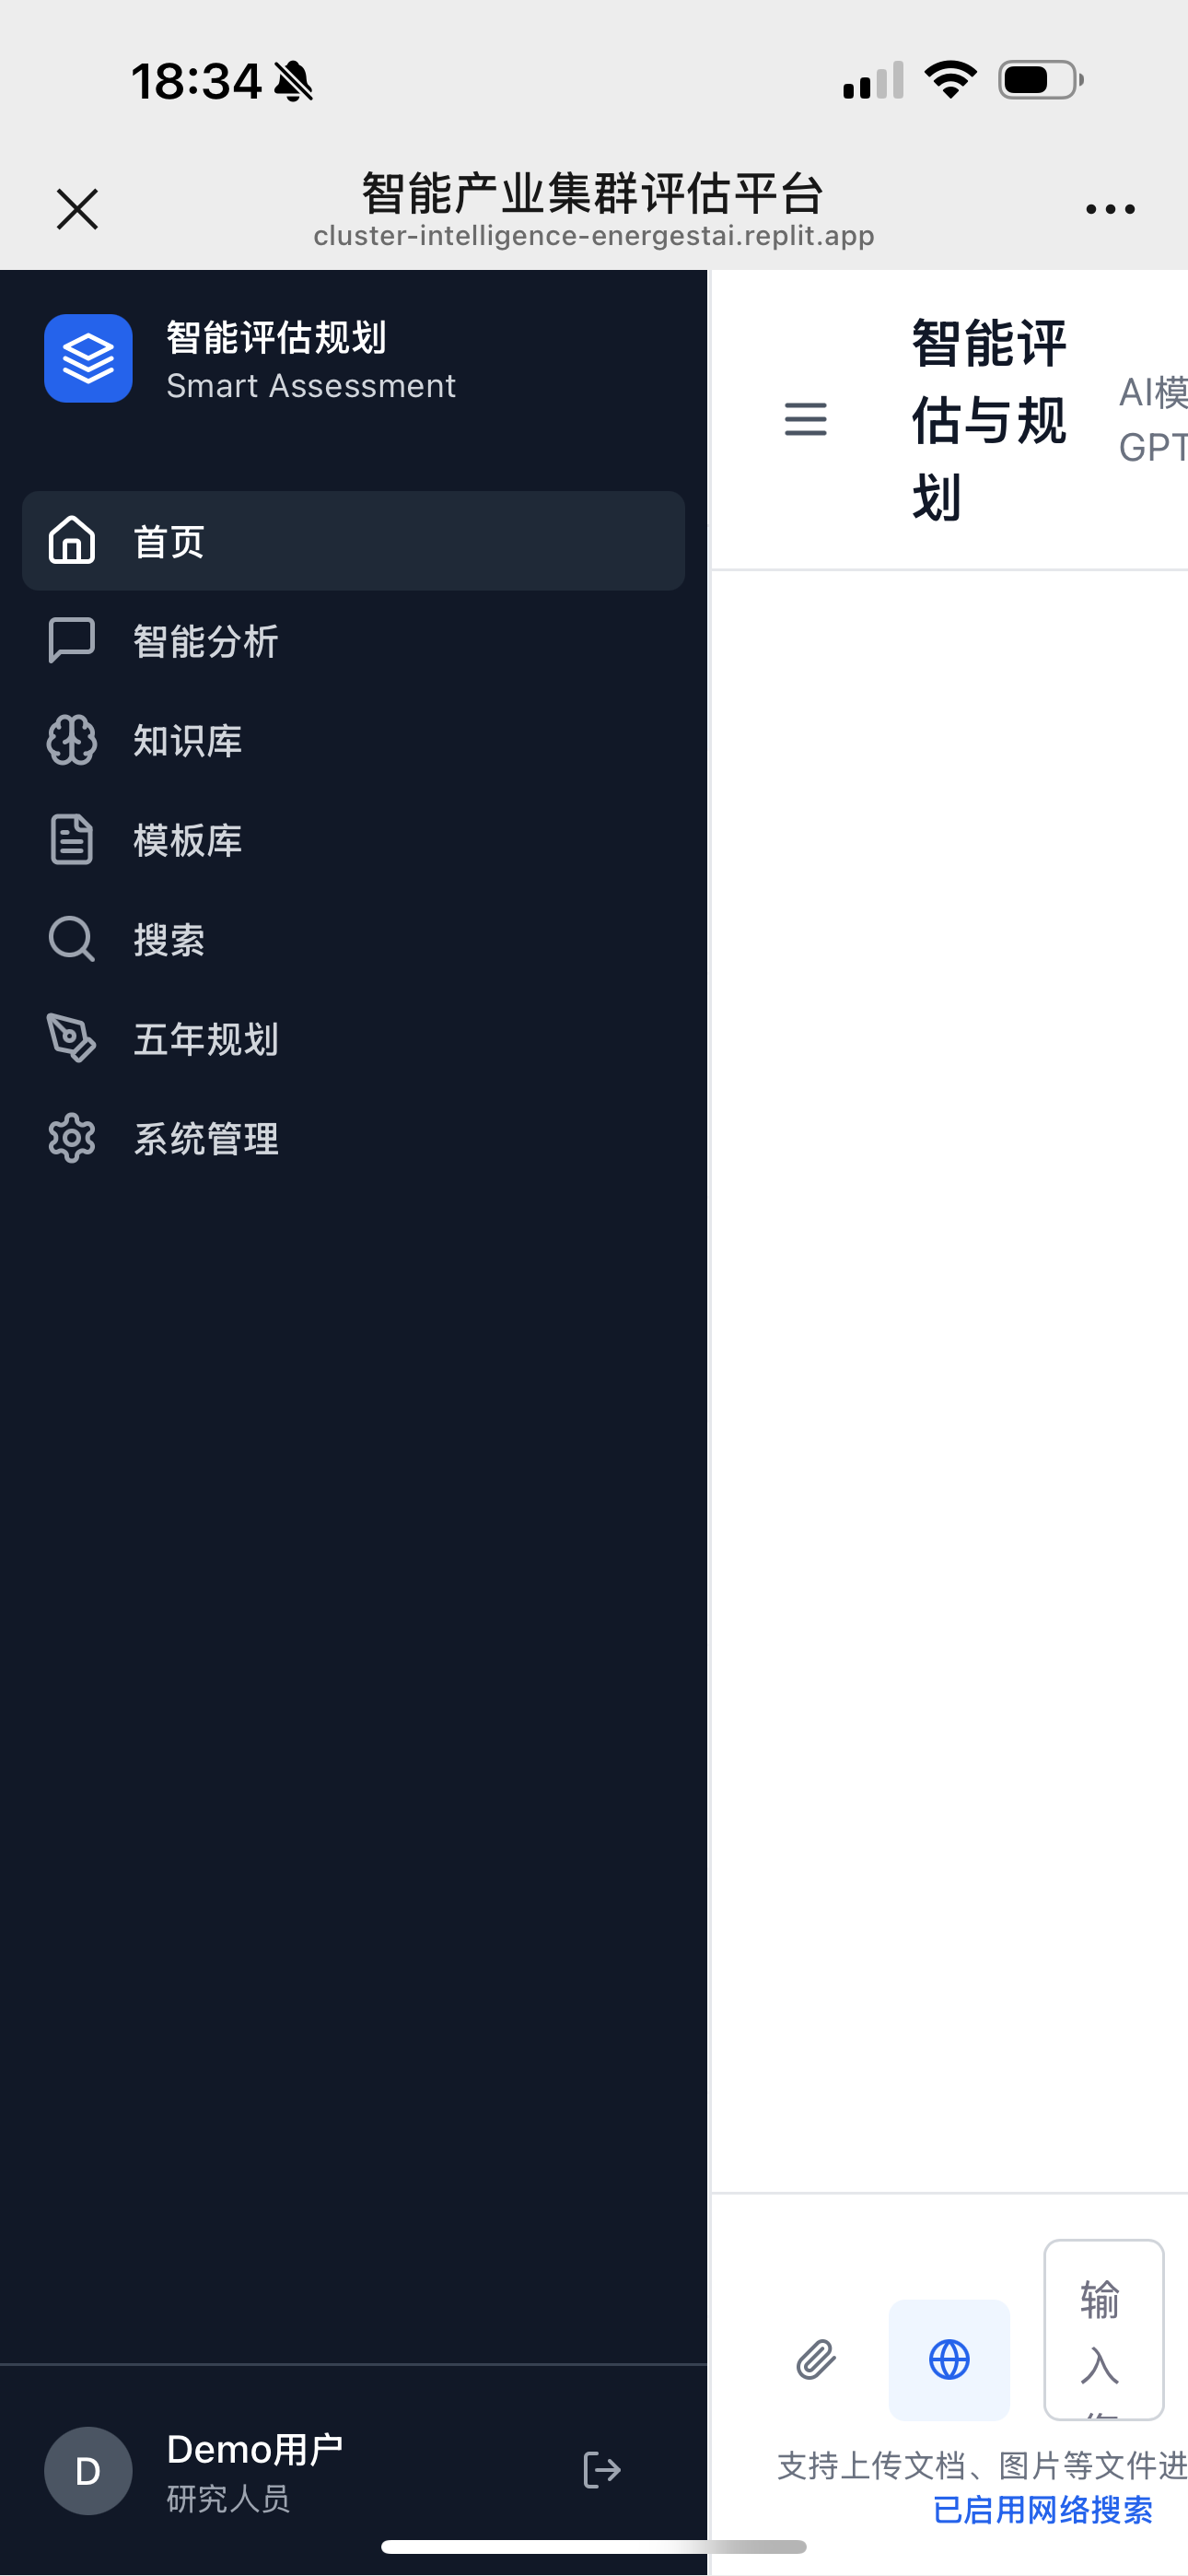 18:34
智能产业集群评估平台
cluster-intelligence-energestai.replit.app
智能评估规划
Smart Assessment
首页
智能分析
知识库
模板库
搜索
五年规划
系统管理
D
Demo用户
研究人员
智能评
估与规
划
AI模
GPT
输
入
支持上传文档、图片等文件进
已启用网络搜索